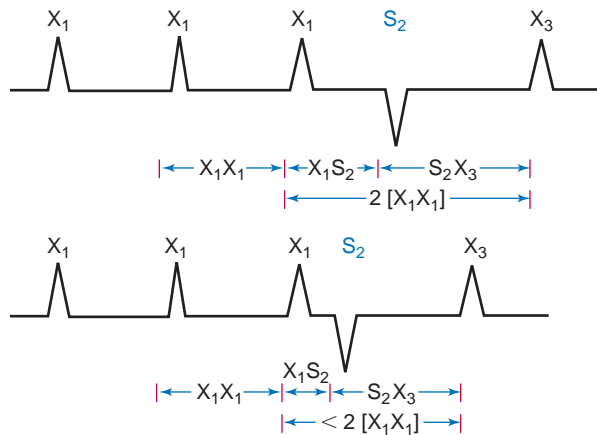 X₁ X₁ X₁ S₂ X₃
X₁X₁ X₁S₂ S₂X₃
2 [X₁X₁]
X₁ X₁ X₁ S₂ X₃
X₁S₂
X₁X₁ S₂X₃
< 2 [X₁X₁]